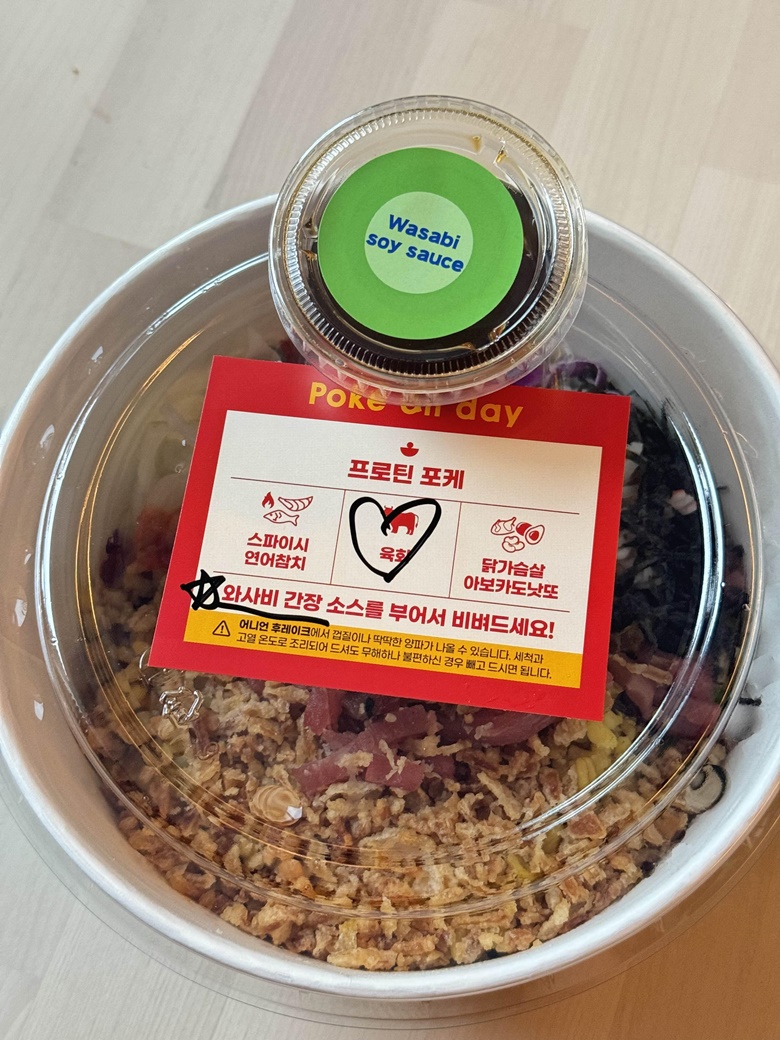 Wasabi
soy sauce
Poke all day
프로틴 포케
스파이시
연어참치
육회
닭가슴살
아보카도낫또
와사비 간장 소스를 부어서 비벼드세요!
어니언 후레이크에서 껍질이나 딱딱한 양파가 나올 수 있습니다. 세척과
고열 온도로 조리되어 드셔도 무해하나 불편하신 경우 빼고 드시면 됩니다.